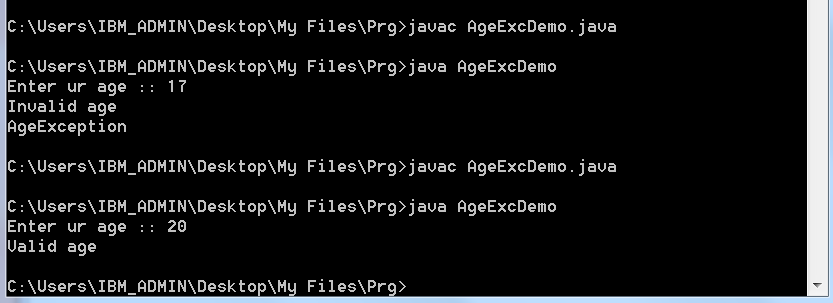 C:\Users\IBM_ADMIN\Desktop\My Files\Prg>javac AgeExcDemo.java
C:\Users\IBM_ADMIN\Desktop\My Files\Prg>java AgeExcDemo
Enter ur age :: 17
Invalid age
AgeException
C:\Users\IBM_ADMIN\Desktop\My Files\Prg>javac AgeExcDemo.java
C:\Users\IBM_ADMIN\Desktop\My Files\Prg>java AgeExcDemo
Enter ur age :: 20
Valid age
C:\Users\IBM_ADMIN\Desktop\My Files\Prg>